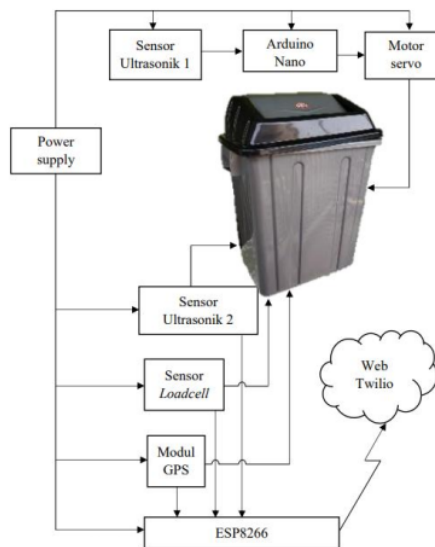 Sensor
Ultrasonik 1
Arduino
Nano
Motor
servo
Power
supply
Sensor
Ultrasonik 2
Web
Twilio
Sensor
Loadcell
Modul
GPS
ESP8266